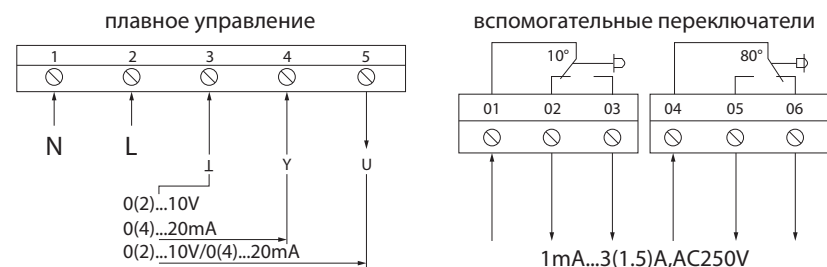 плавное управление
1 2 3 4 5
N L ⊥ Y U
0(2)...10V
0(4)...20mA
0(2)...10V/0(4)...20mA
вспомогательные переключатели
10° 80°
01 02 03 04 05 06
1mA...3(1.5)A,AC250V